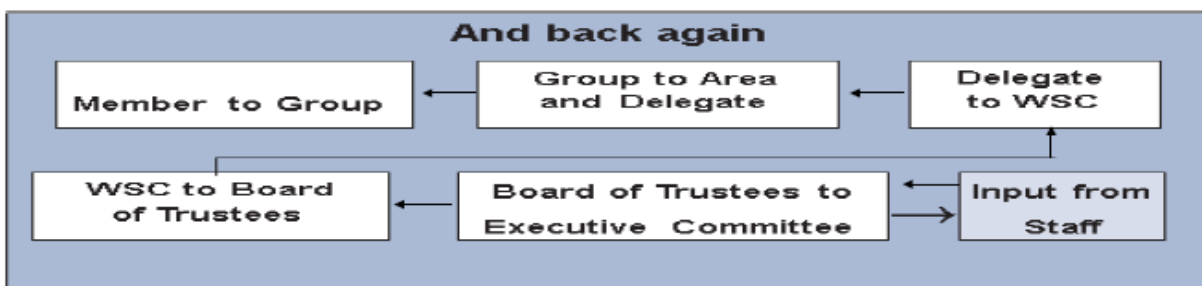 And back again
Member to Group
Group to Area
and Delegate
Delegate
to WSC
WSC to Board
of Trustees
Board of Trustees to
Executive Committee
Input from
Staff